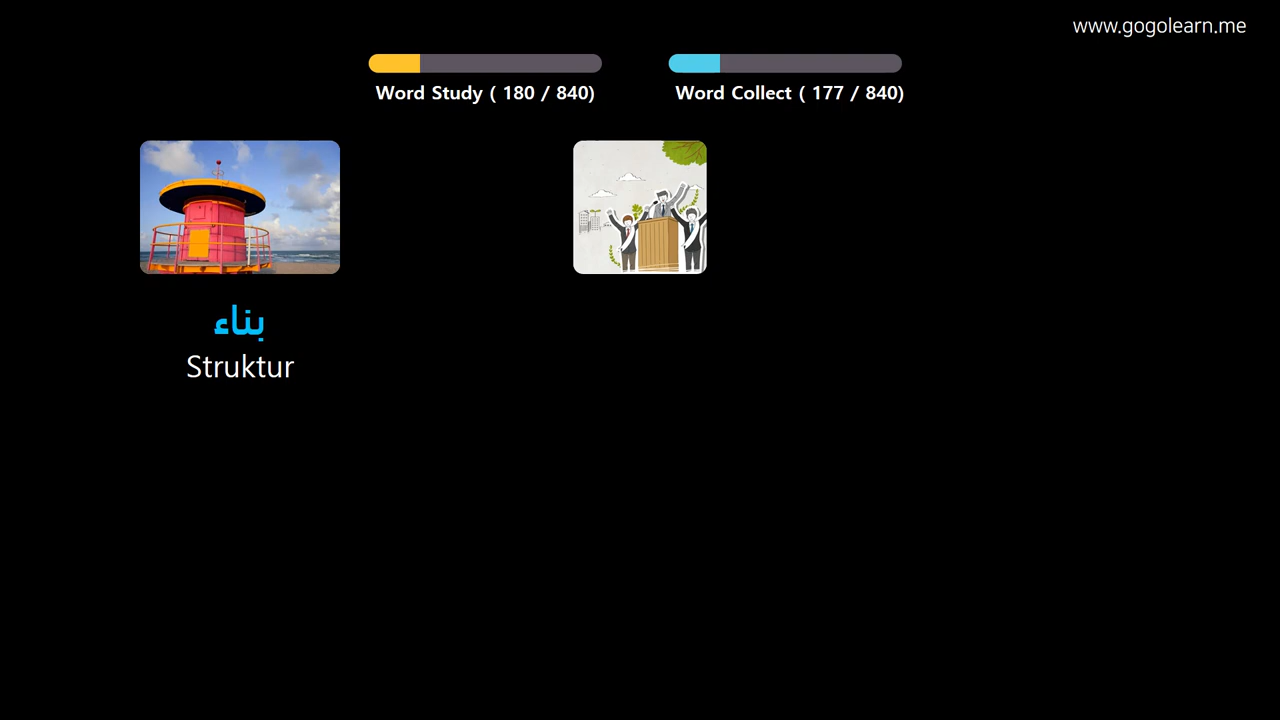 www.gogolearn.me
Word Study ( 180 / 840)
Word Collect ( 177 / 840)
بناء
Struktur